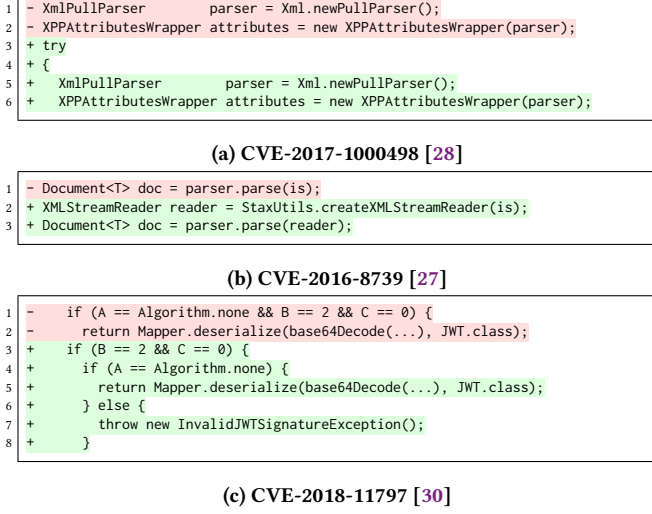 1 - XmlPullParser         parser = Xml.newPullParser();
2 - XPPAttributesWrapper attributes = new XPPAttributesWrapper(parser);
3 + try
4 + {
5 +   XmlPullParser         parser = Xml.newPullParser();
6 +   XPPAttributesWrapper attributes = new XPPAttributesWrapper(parser);
(a) CVE-2017-1000498 [28]
1 - Document<T> doc = parser.parse(is);
2 + XMLStreamReader reader = StaxUtils.createXMLStreamReader(is);
3 + Document<T> doc = parser.parse(reader);
(b) CVE-2016-8739 [27]
1 -    if (A == Algorithm.none && B == 2 && C == 0) {
2 -      return Mapper.deserialize(base64Decode(...), JWT.class);
3 +    if (B == 2 && C == 0) {
4 +      if (A == Algorithm.none) {
5 +        return Mapper.deserialize(base64Decode(...), JWT.class);
6 +      } else {
7 +        throw new InvalidJWTSignatureException();
8 +      }
(c) CVE-2018-11797 [30]